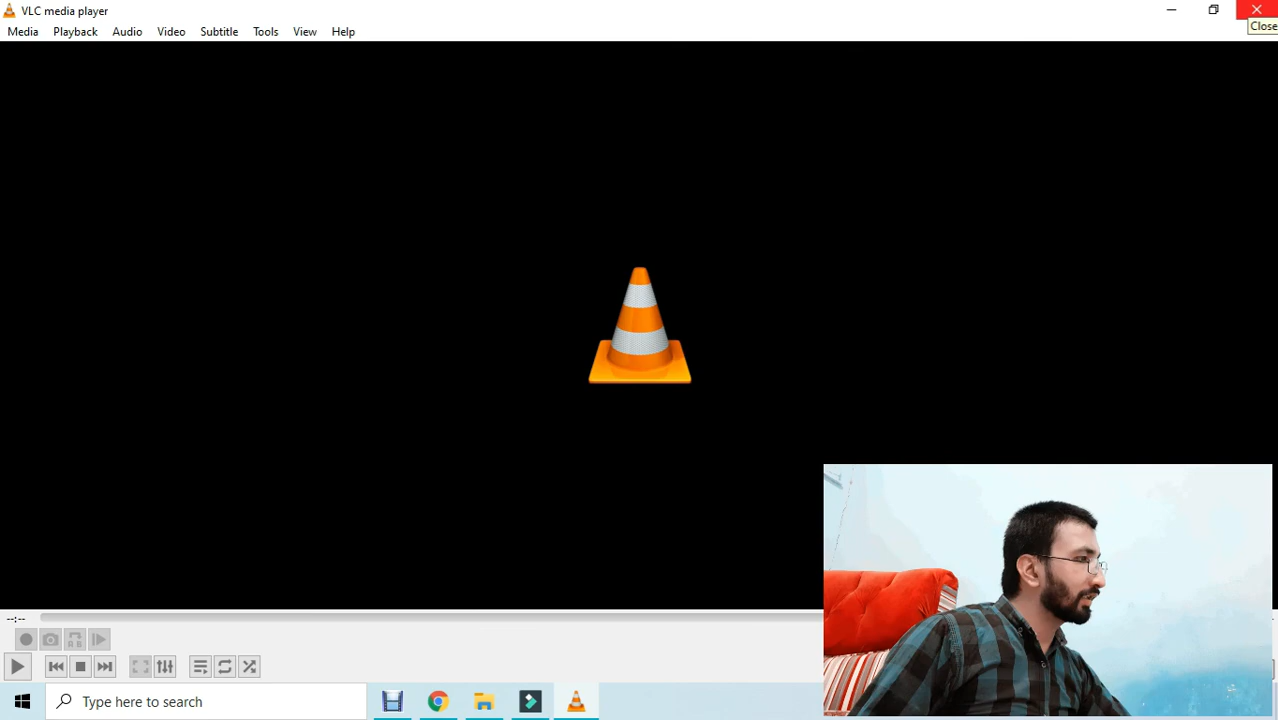 VLC media player
Close
Media Playback Audio Video Subtitle Tools View Help
--:--
A B
Type here to search